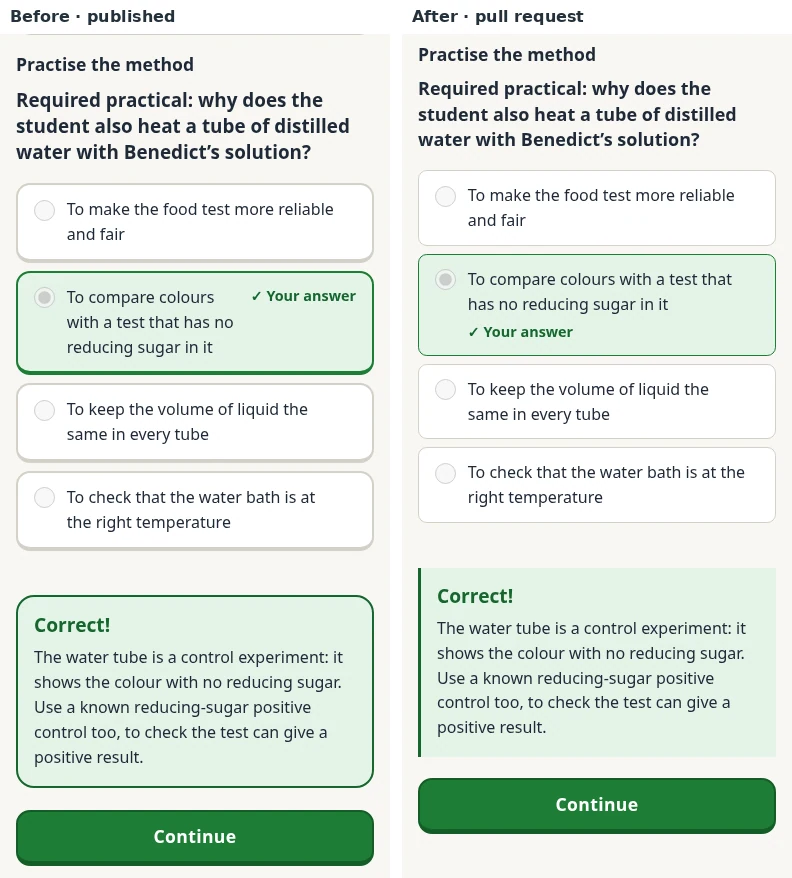 Before · published
Practise the method
Required practical: why does the
student also heat a tube of distilled
water with Benedict’s solution?
To make the food test more reliable
and fair
To compare colours
with a test that has no
reducing sugar in it
✓ Your answer
To keep the volume of liquid the
same in every tube
To check that the water bath is at
the right temperature
Correct!
The water tube is a control experiment: it
shows the colour with no reducing sugar.
Use a known reducing-sugar positive
control too, to check the test can give a
positive result.
Continue
After · pull request
Practise the method
Required practical: why does the
student also heat a tube of distilled
water with Benedict’s solution?
To make the food test more reliable
and fair
To compare colours with a test that
has no reducing sugar in it
✓ Your answer
To keep the volume of liquid the
same in every tube
To check that the water bath is at the
right temperature
Correct!
The water tube is a control experiment: it
shows the colour with no reducing sugar.
Use a known reducing-sugar positive
control too, to check the test can give a
positive result.
Continue